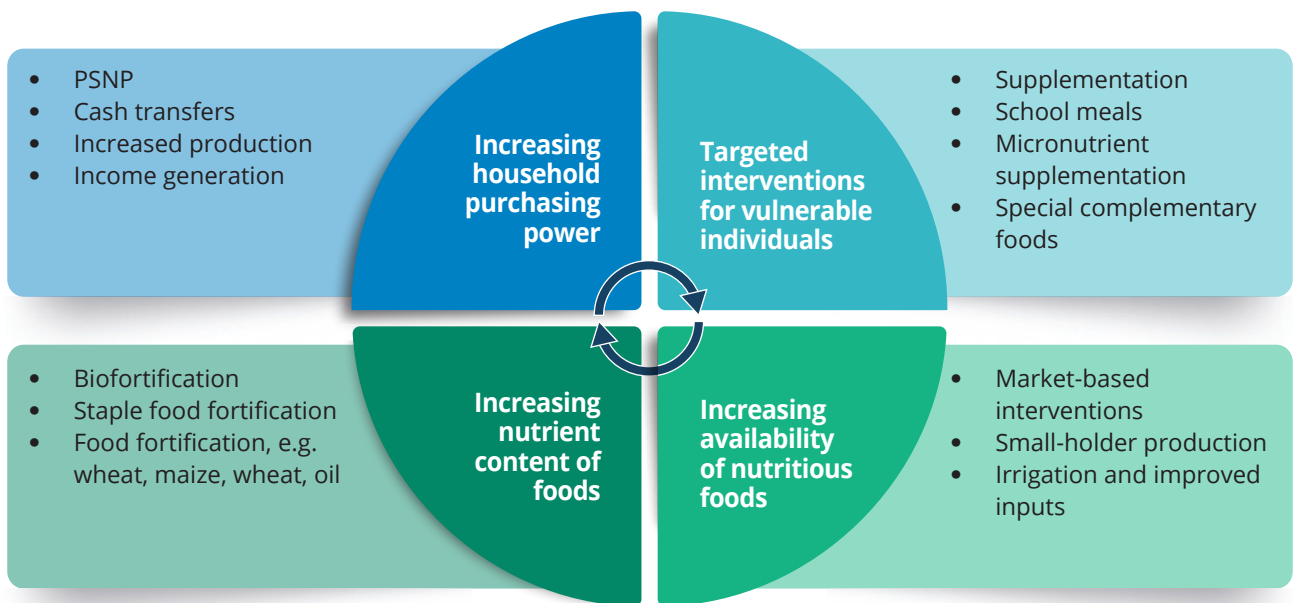 • PSNP
• Cash transfers
• Increased production
• Income generation
Increasing
household
purchasing
power
Targeted
interventions
for vulnerable
individuals
• Supplementation
• School meals
• Micronutrient
supplementation
• Special complementary
foods
• Biofortification
• Staple food fortification
• Food fortification, e.g.
wheat, maize, wheat, oil
Increasing
nutrient
content of
foods
Increasing
availability
of nutritious
foods
• Market-based
interventions
• Small-holder production
• Irrigation and improved
inputs